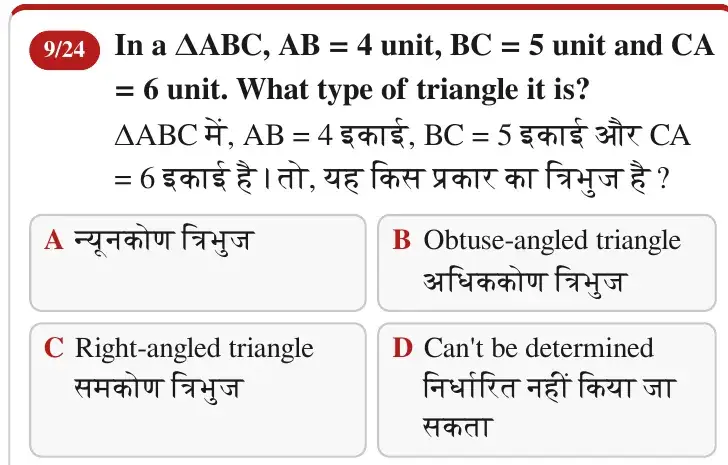 9/24 In a ΔABC, AB = 4 unit, BC = 5 unit and CA
= 6 unit. What type of triangle it is?
ΔABC में, AB = 4 इकाई, BC = 5 इकाई और CA
= 6 इकाई है। तो, यह किस प्रकार का त्रिभुज है ?
A न्यूनकोण त्रिभुज
B Obtuse-angled triangle
अधिककोण त्रिभुज
C Right-angled triangle
समकोण त्रिभुज
D Can't be determined
निर्धारित नहीं किया जा
सकता